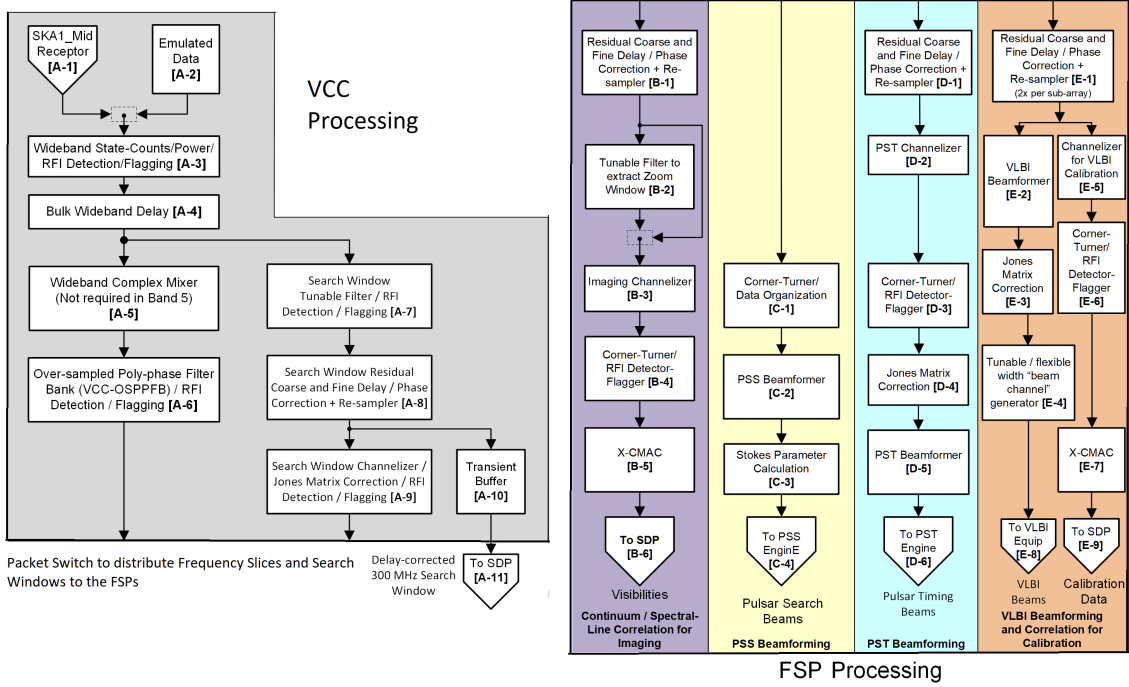 SKA1_Mid
Receptor
[A-1]
Emulated
Data
[A-2]
VCC
Processing
Wideband State-Counts/Power/
RFI Detection/Flagging [A-3]
Bulk Wideband Delay [A-4]
Wideband Complex Mixer
(Not required in Band 5)
[A-5]
Over-sampled Poly-phase Filter
Bank (VCC-OSPPFB) / RFI
Detection / Flagging [A-6]
Search Window
Tunable Filter / RFI
Detection / Flagging [A-7]
Search Window Residual
Coarse and Fine Delay / Phase
Correction + Re-sampler [A-8]
Search Window Channelizer /
Jones Matrix Correction / RFI
Detection / Flagging [A-9]
Transient
Buffer
[A-10]
Packet Switch to distribute Frequency Slices and Search
Windows to the FSPs
Delay-corrected
300 MHz Search
Window
To SDP
[A-11]
Residual Coarse and
Fine Delay / Phase
Correction + Re-
sampler [B-1]
Tunable Filter to
extract Zoom
Window [B-2]
Imaging Channelizer
[B-3]
Corner-Turner/
RFI Detector-
Flagger [B-4]
X-CMAC
[B-5]
To SDP
[B-6]
Visibilities
Continuum / Spectral-
Line Correlation for
Imaging
Corner-Turner/
Data Organization
[C-1]
PSS Beamformer
[C-2]
Stokes Parameter
Calculation
[C-3]
To PSS
EnginE
[C-4]
Pulsar Search
Beams
PSS Beamforming
Residual Coarse
and Fine Delay /
Phase Correction +
Re-sampler [D-1]
PST Channelizer
[D-2]
Corner-Turner/
RFI Detector-
Flagger [D-3]
Jones Matrix
Correction [D-4]
PST Beamformer
[D-5]
To PST
Engine
[D-6]
Pulsar Timing
Beams
PST Beamforming
Residual Coarse and
Fine Delay / Phase
Correction +
Re-sampler [E-1]
(2x per sub-array)
VLBI
Beamformer
[E-2]
Jones
Matrix
Correction
[E-3]
Tunable / flexible
width “beam
channel”
generator [E-4]
Channelizer
for VLBI
Calibration
[E-5]
Corner-
Turner/
RFI
Detector-
Flagger
[E-6]
X-CMAC
[E-7]
To VLBI
Equip
[E-8]
VLBI
Beams
To SDP
[E-9]
Calibration
Data
VLBI Beamforming
and Correlation for
Calibration
FSP Processing